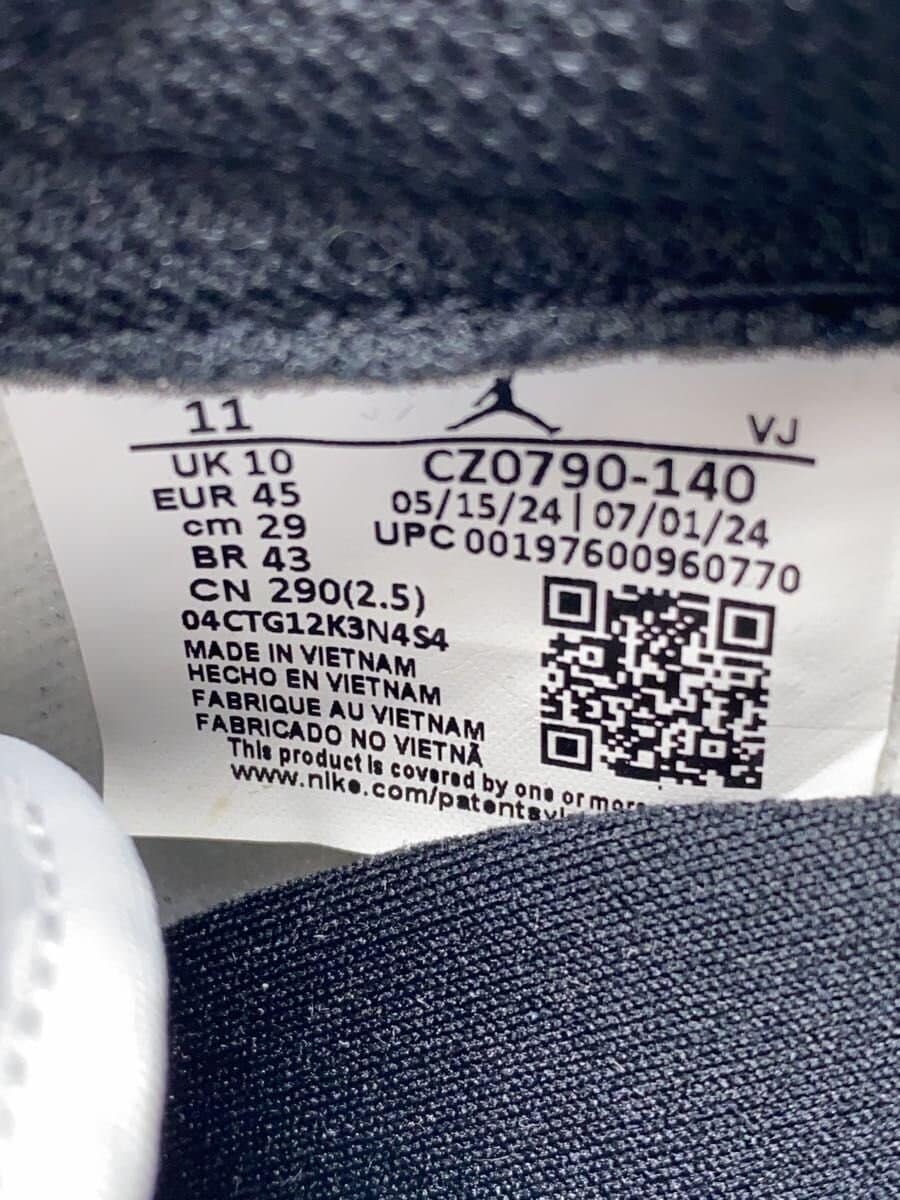 11
VJ
UK 10
EUR 45
cm 29
BR 43
CN 290(2.5)
04CTG12K3N4S4
CZ0790-140
05/15/24 | 07/01/24
UPC 00197600960770
MADE IN VIETNAM
HECHO EN VIETNAM
FABRIQUE AU VIETNAM
FABRICADO NO VIETNÃ
This product is covered by one or more
www.nike.com/patents